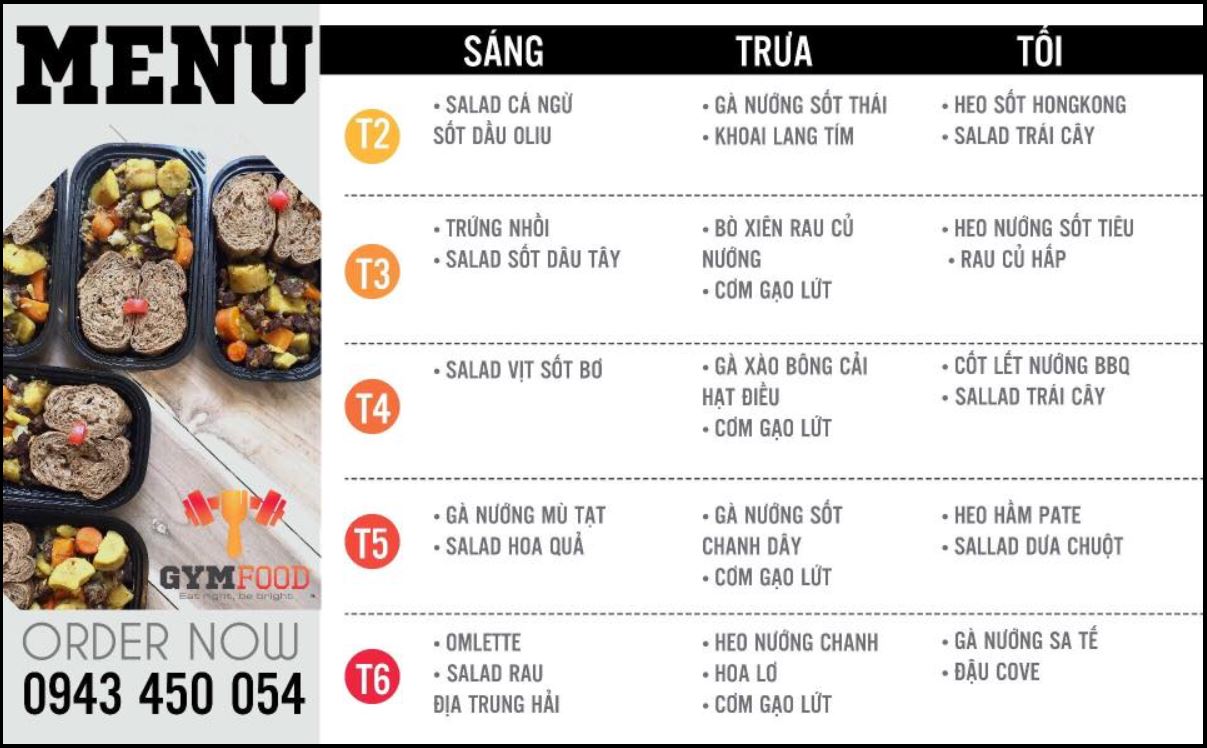 MENU
SÁNG
TRƯA
TỐI
T2
• SALAD CÁ NGỪ
SỐT DẦU OLIU
• GÀ NƯỚNG SỐT THÁI
• KHOAI LANG TÍM
• HEO SỐT HONGKONG
• SALAD TRÁI CÂY
T3
• TRỨNG NHỒI
• SALAD SỐT DÂU TÂY
• BÒ XIÊN RAU CỦ
NƯỚNG
• CƠM GẠO LỨT
• HEO NƯỚNG SỐT TIÊU
• RAU CỦ HẤP
T4
• SALAD VỊT SỐT BƠ
• GÀ XÀO BÔNG CẢI
HẠT ĐIỀU
• CƠM GẠO LỨT
• CỐT LẾT NƯỚNG BBQ
• SALLAD TRÁI CÂY
T5
• GÀ NƯỚNG MÙ TẠT
• SALAD HOA QUẢ
• GÀ NƯỚNG SỐT
CHANH DÂY
• CƠM GẠO LỨT
• HEO HẦM PATE
• SALLAD DƯA CHUỘT
T6
• OMLETTE
• SALAD RAU
ĐỊA TRUNG HẢI
• HEO NƯỚNG CHANH
• HOA LƠ
• CƠM GẠO LỨT
• GÀ NƯỚNG SA TẾ
• ĐẬU COVE
GYMFOOD
Eat right, be bright
ORDER NOW
0943 450 054